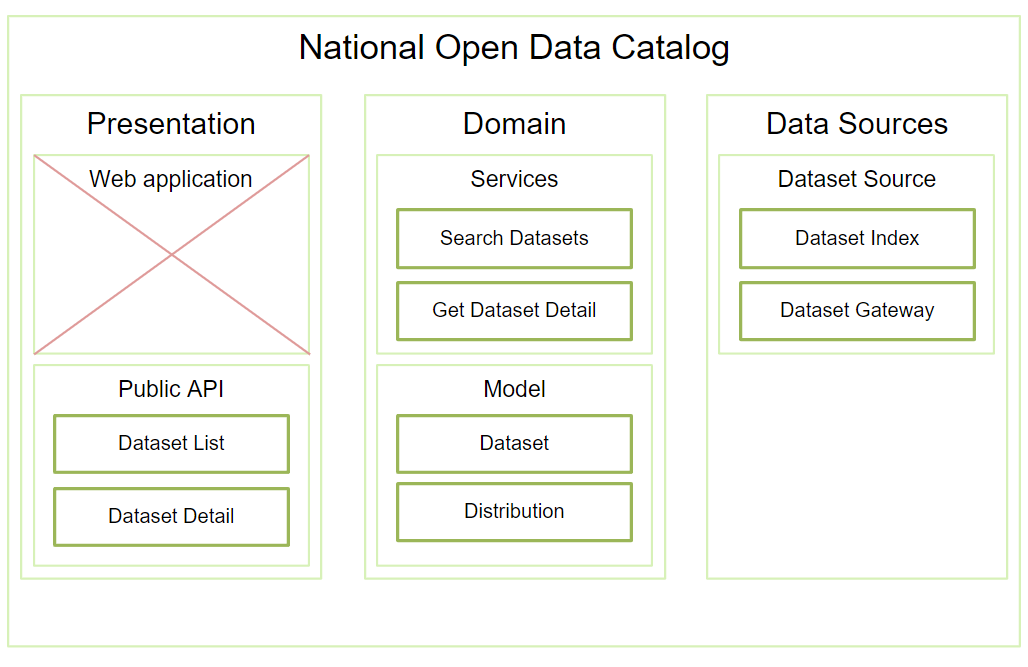 National Open Data Catalog
Presentation
Web application
Public API
Dataset List
Dataset Detail
Domain
Services
Search Datasets
Get Dataset Detail
Model
Dataset
Distribution
Data Sources
Dataset Source
Dataset Index
Dataset Gateway